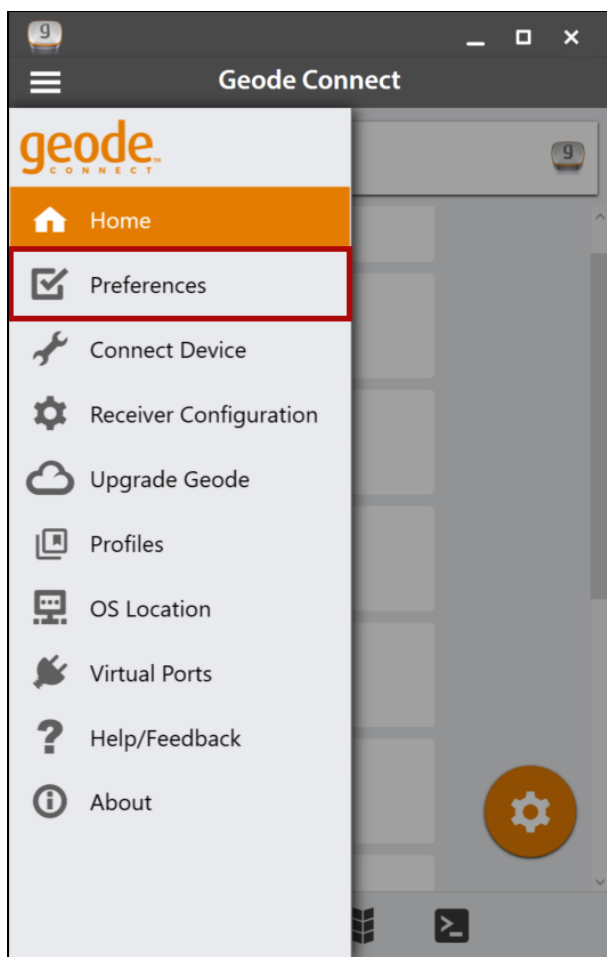 g
Geode Connect
geode™
CONNECT
g
Home
Preferences
Connect Device
Receiver Configuration
Upgrade Geode
Profiles
OS Location
Virtual Ports
? Help/Feedback
About